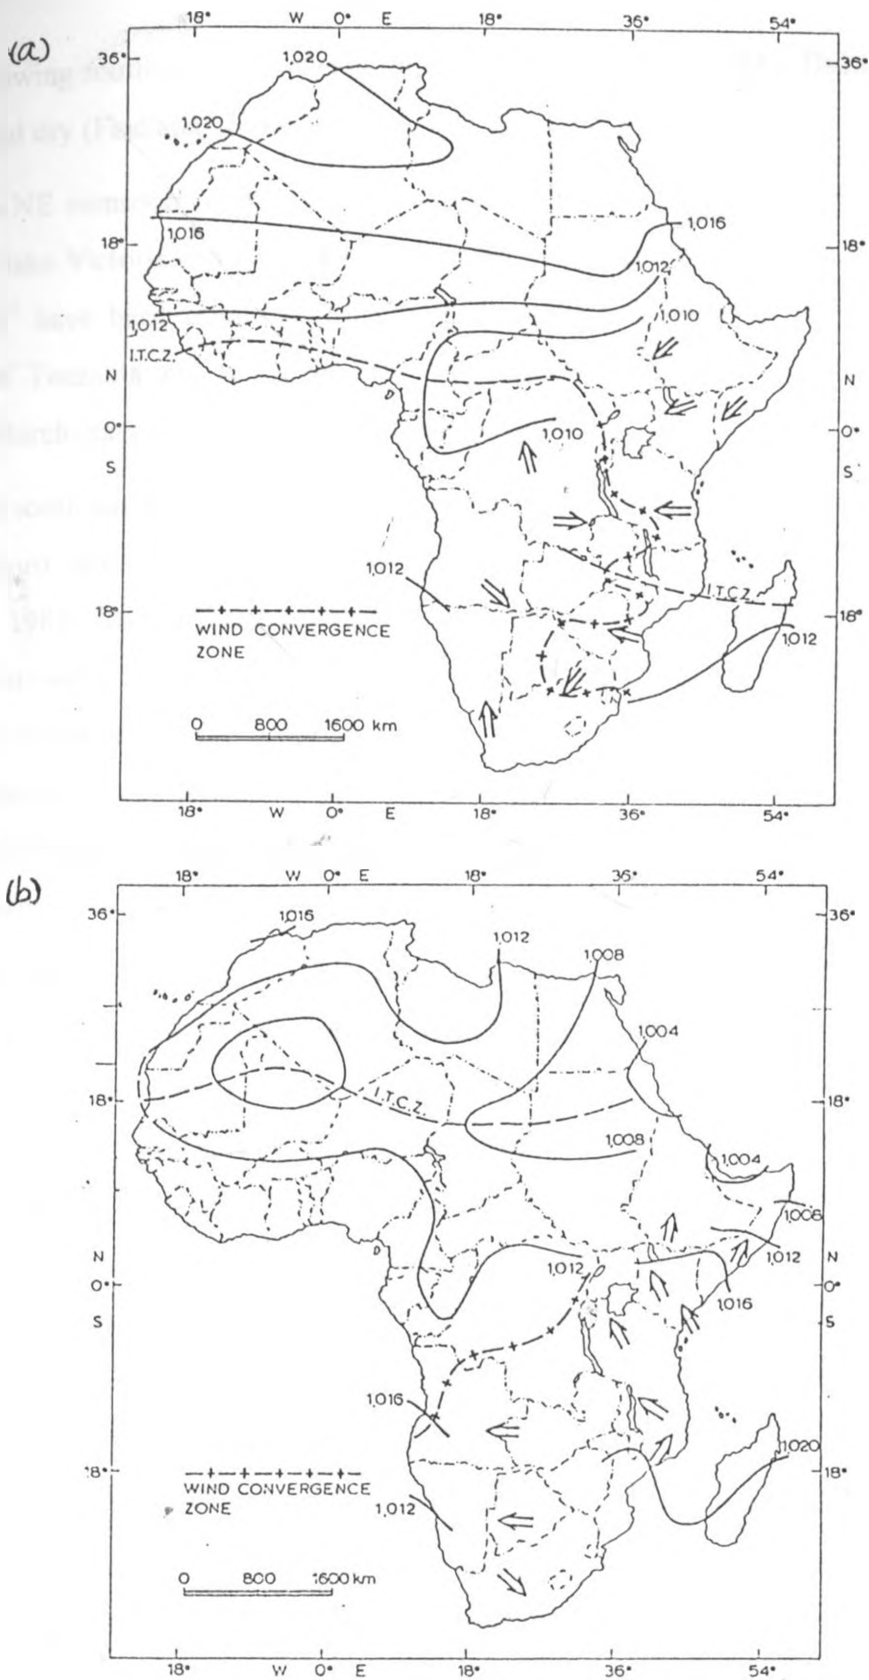 (a)
18° W 0° E 18° 36° 54°
36° 36°
1,020
1,020
1,016
1,016
18° 18°
1,012
1,010
1,012
I.T.C.Z.
N N
0° 1,010 0°
S S
1,012
I.T.C.Z.
18° 18°
1,012
WIND CONVERGENCE
ZONE
0 800 1600 km
18° W 0° E 18° 36° 54°
(b)
18° W 0° E 18° 36° 54°
36° 36°
1,016
1,012
1,008
1,004
I.T.C.Z.
18° 18°
1,008
1,004
1,008
N 1,012 1,012 N
0° 0°
1,016
S S
1,016
1,020
18° 18°
WIND CONVERGENCE
ZONE
1,012
0 800 1600 km
18° W 0° E 18° 36° 54°